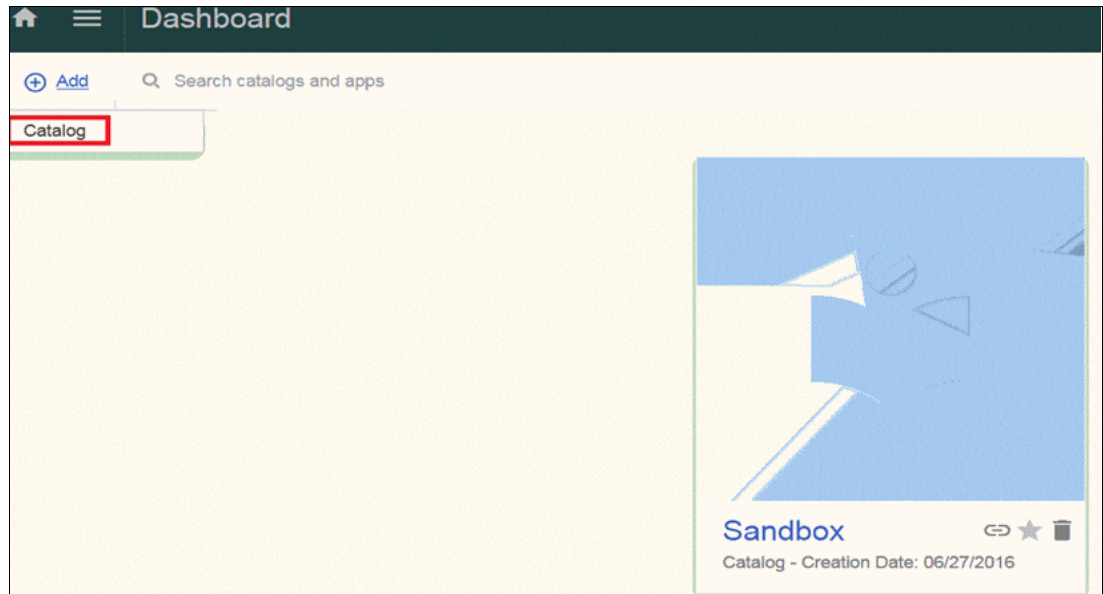 Dashboard
Add
Search catalogs and apps
Catalog
Sandbox
Catalog - Creation Date: 06/27/2016